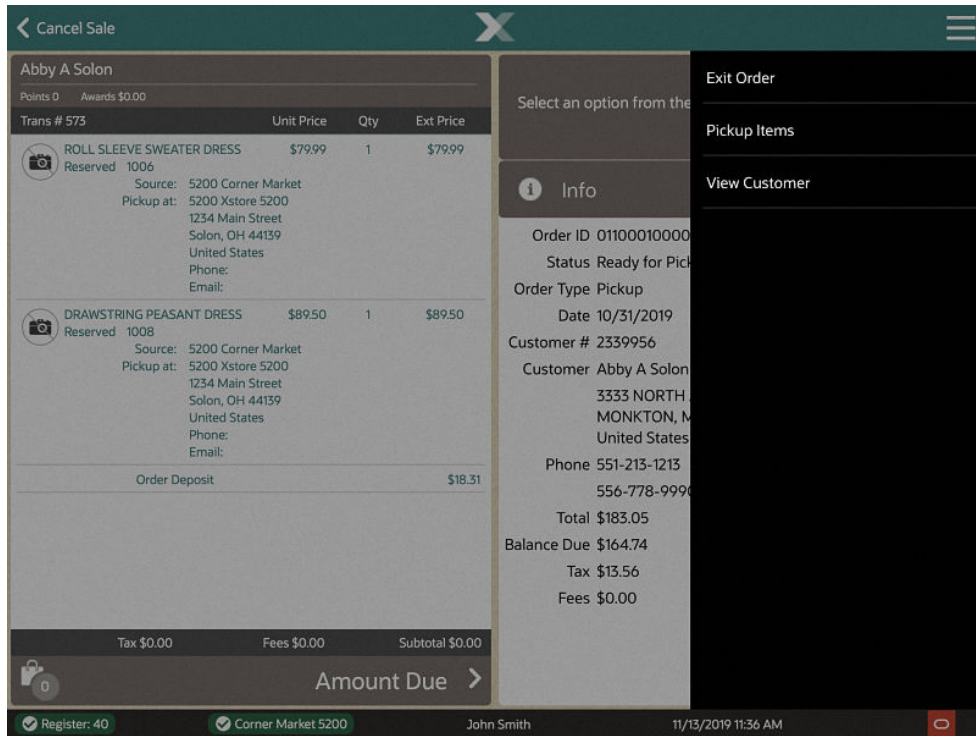 Cancel Sale
Abby A Solon
Points 0 Awards $0.00
Trans # 573 Unit Price Qty Ext Price
ROLL SLEEVE SWEATER DRESS $79.99 1 $79.99
Reserved 1006
Source: 5200 Corner Market
Pickup at: 5200 Xstore 5200
1234 Main Street
Solon, OH 44139
United States
Phone:
Email:
DRAWSTRING PEASANT DRESS $89.50 1 $89.50
Reserved 1008
Source: 5200 Corner Market
Pickup at: 5200 Xstore 5200
1234 Main Street
Solon, OH 44139
United States
Phone:
Email:
Order Deposit $18.31
Tax $0.00 Fees $0.00 Subtotal $0.00
0 Amount Due
Select an option from the
Info
Order ID 01100010000
Status Ready for Pick
Order Type Pickup
Date 10/31/2019
Customer # 2339956
Customer Abby A Solon
3333 NORTH
MONKTON, M
United States
Phone 551-213-1213
556-778-9990
Total $183.05
Balance Due $164.74
Tax $13.56
Fees $0.00
Exit Order
Pickup Items
View Customer
Register: 40 Corner Market 5200 John Smith 11/13/2019 11:36 AM